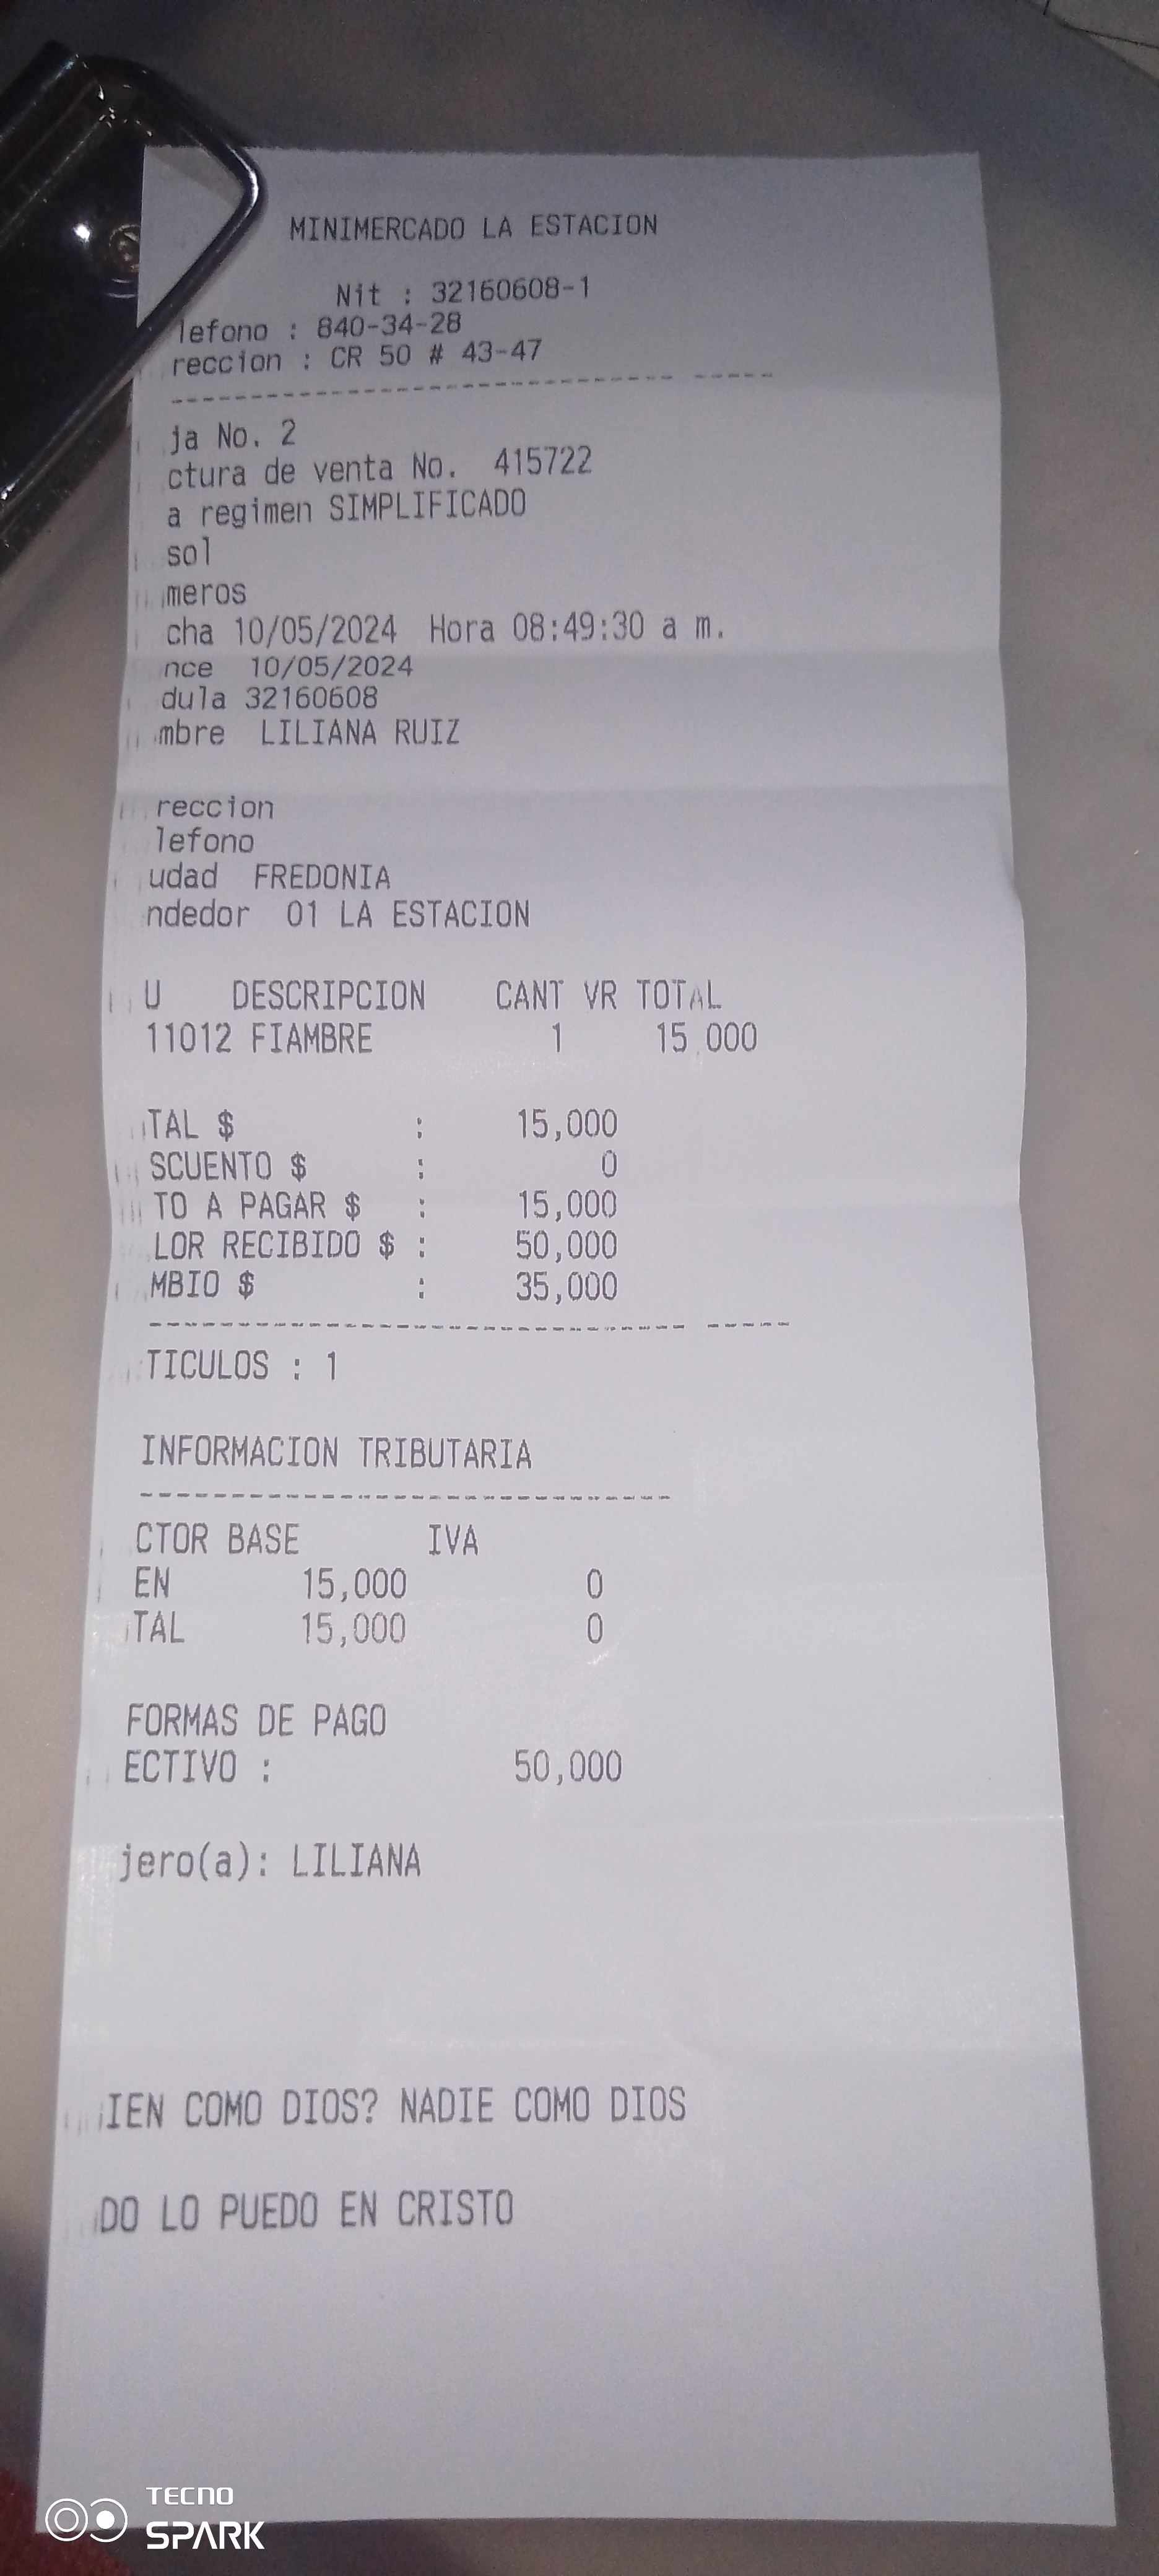 MINIMERCADO LA ESTACION
Nit : 32160608-1
lefono : 840-34-28
reccion : CR 50 # 43-47
ja No. 2
ctura de venta No. 415722
a regimen SIMPLIFICADO
sol
meros
cha 10/05/2024 Hora 08:49:30 a m.
nce 10/05/2024
dula 32160608
mbre LILIANA RUIZ
reccion
lefono
udad FREDONIA
ndedor 01 LA ESTACION
U DESCRIPCION CANT VR TOTAL
11012 FIAMBRE 1 15,000
TAL $ : 15,000
SCUENTO $ : 0
TO A PAGAR $ : 15,000
LOR RECIBIDO $ : 50,000
MBIO $ : 35,000
TICULOS : 1
INFORMACION TRIBUTARIA
CTOR BASE IVA
EN 15,000 0
TAL 15,000 0
FORMAS DE PAGO
ECTIVO : 50,000
jero(a): LILIANA
IEN COMO DIOS? NADIE COMO DIOS
DO LO PUEDO EN CRISTO
TECNO
SPARK